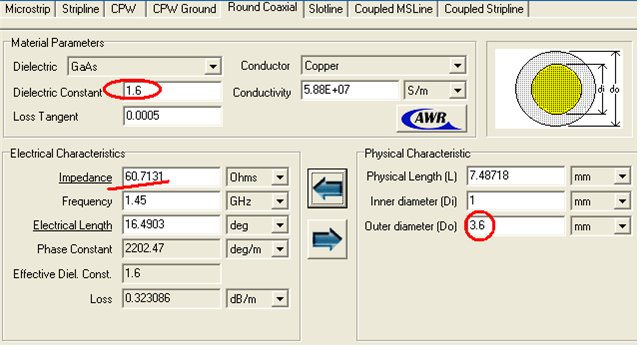 Microstrip Stripline CPW CPW Ground Round Coaxial Slotline Coupled MSLine Coupled Stripline
Material Parameters
Dielectric GaAs Conductor Copper
Dielectric Constant 1.6 Conductivity 5.88E+07 S/m
Loss Tangent 0.0005 AWR
di do
Electrical Characteristics
Impedance 60.7131 Ohms
Frequency 1.45 GHz
Electrical Length 16.4903 deg
Phase Constant 2202.47 deg/m
Effective Diel. Const. 1.6
Loss 0.323086 dB/m
Physical Characteristic
Physical Length (L) 7.48718 mm
Inner diameter (Di) 1 mm
Outer diameter (Do) 3.6 mm